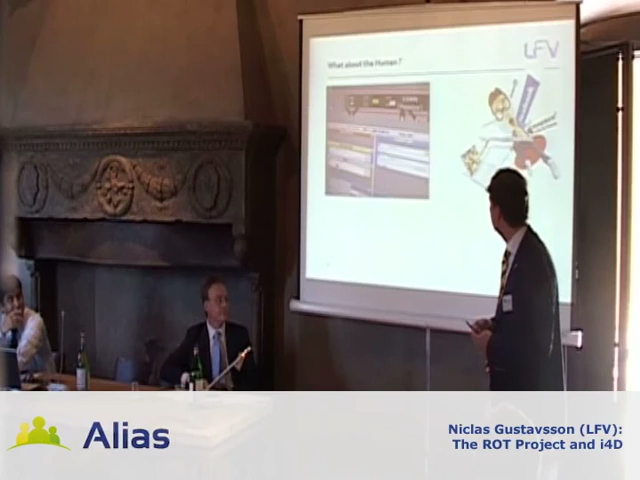 LFV
What about the Human ?
Alias
Niclas Gustavsson (LFV):
The ROT Project and i4D